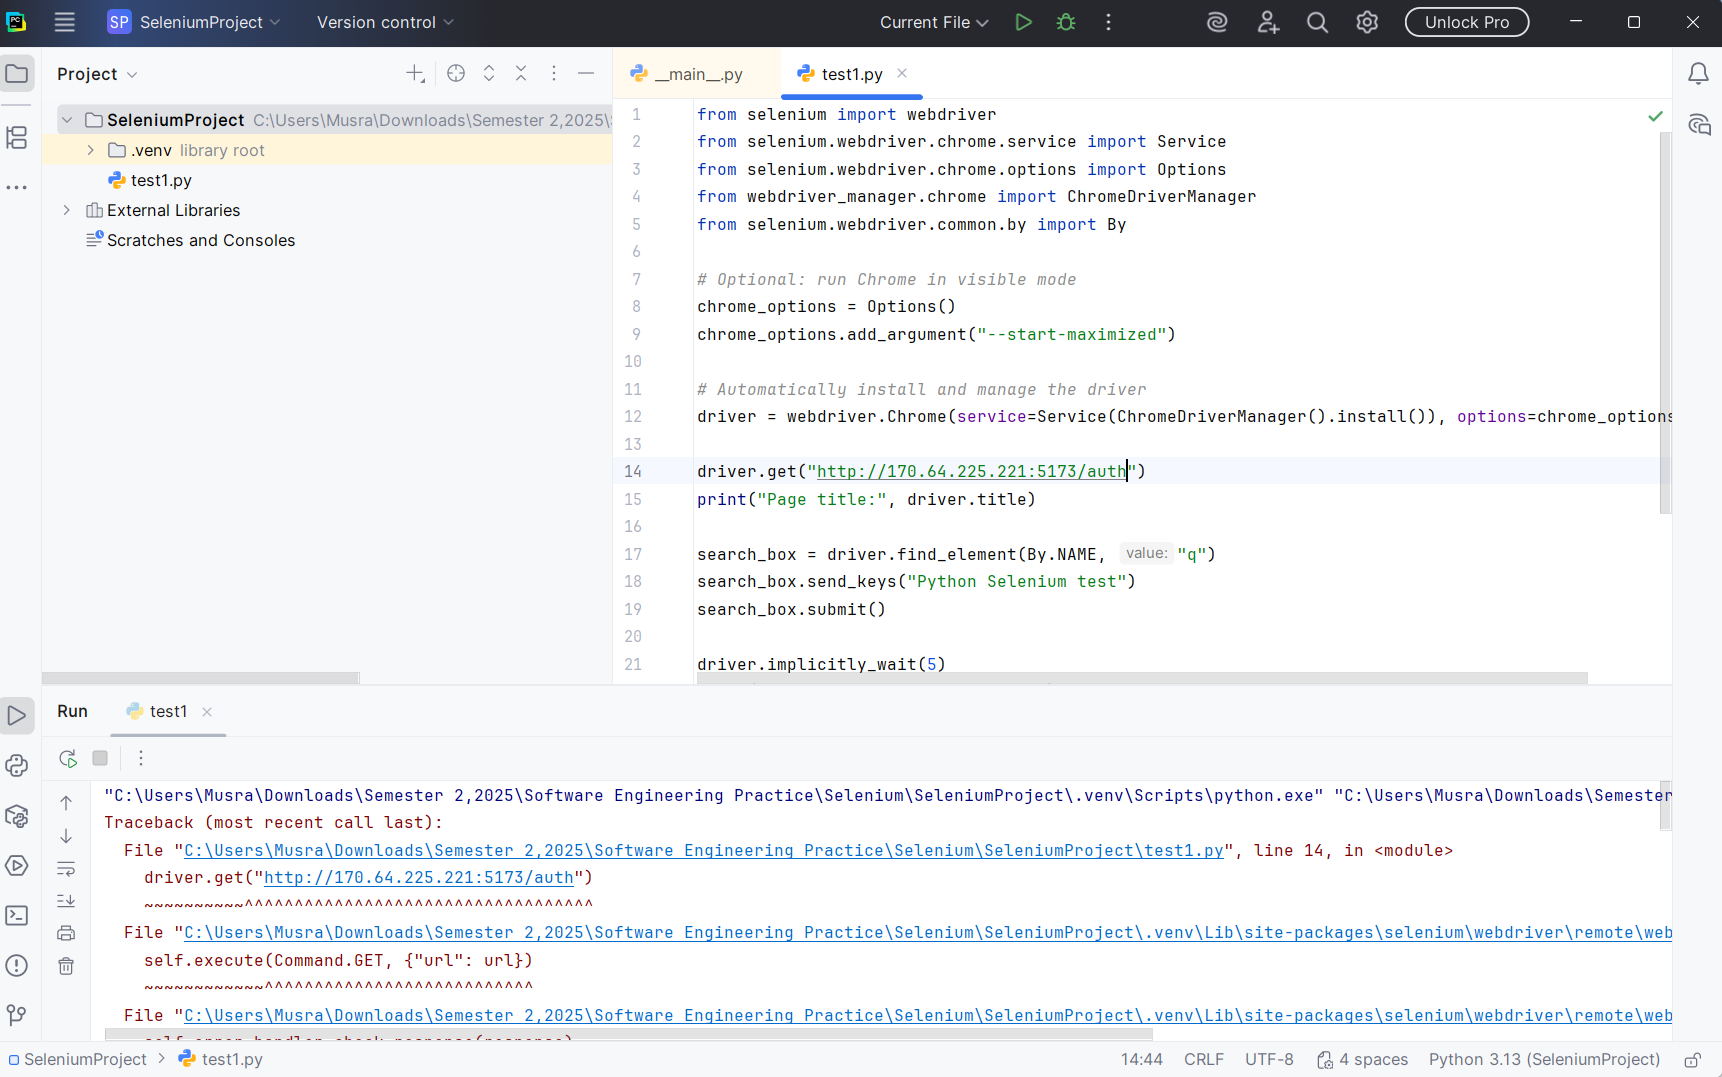 SP SeleniumProject Version control Current File Unlock Pro
Project
SeleniumProject C:\Users\Musra\Downloads\Semester 2,2025\
.venv library root
test1.py
External Libraries
Scratches and Consoles
__main__.py test1.py
1 from selenium import webdriver
2 from selenium.webdriver.chrome.service import Service
3 from selenium.webdriver.chrome.options import Options
4 from webdriver_manager.chrome import ChromeDriverManager
5 from selenium.webdriver.common.by import By
6
7 # Optional: run Chrome in visible mode
8 chrome_options = Options()
9 chrome_options.add_argument("--start-maximized")
10
11 # Automatically install and manage the driver
12 driver = webdriver.Chrome(service=Service(ChromeDriverManager().install()), options=chrome_options
13
14 driver.get("http://170.64.225.221:5173/auth")
15 print("Page title:", driver.title)
16
17 search_box = driver.find_element(By.NAME, value: "q")
18 search_box.send_keys("Python Selenium test")
19 search_box.submit()
20
21 driver.implicitly_wait(5)
Run test1
"C:\Users\Musra\Downloads\Semester 2,2025\Software Engineering Practice\Selenium\SeleniumProject\.venv\Scripts\python.exe" "C:\Users\Musra\Downloads\Semester
Traceback (most recent call last):
File "C:\Users\Musra\Downloads\Semester 2,2025\Software Engineering Practice\Selenium\SeleniumProject\test1.py", line 14, in <module>
driver.get("http://170.64.225.221:5173/auth")
~~~~~~~~~~^^^^^^^^^^^^^^^^^^^^^^^^^^^^^^^^^^^
File "C:\Users\Musra\Downloads\Semester 2,2025\Software Engineering Practice\Selenium\SeleniumProject\.venv\Lib\site-packages\selenium\webdriver\remote\web
self.execute(Command.GET, {"url": url})
~~~~~~~~~~~~^^^^^^^^^^^^^^^^^^^^^^^^^^^
File "C:\Users\Musra\Downloads\Semester 2,2025\Software Engineering Practice\Selenium\SeleniumProject\.venv\Lib\site-packages\selenium\webdriver\remote\web
self.error_handler.check_response(response)
SeleniumProject > test1.py 14:44 CRLF UTF-8 4 spaces Python 3.13 (SeleniumProject)